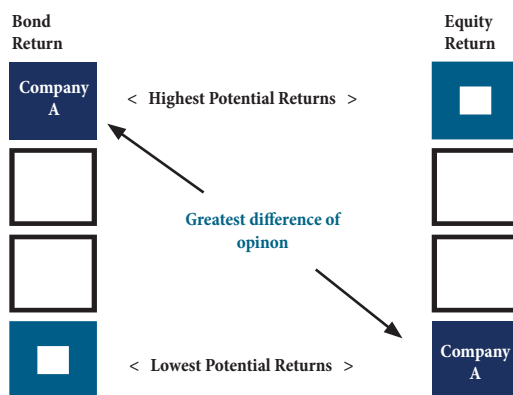 Bond
Return
Equity
Return
Company
A
< Highest Potential Returns >
Greatest difference of
opinon
< Lowest Potential Returns >
Company
A